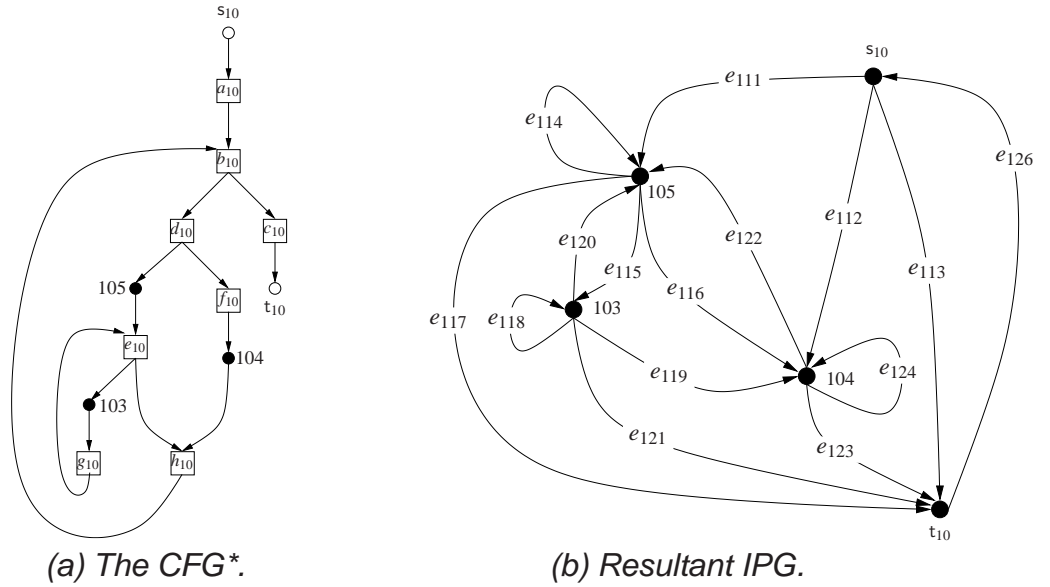 s10
a10
b10
d10
c10
105
f10
t10
e10
104
103
g10
h10
(a) The CFG*.
s10
e111
e114
e126
105
e112
e122
e120
e115
e113
e116
103
e117
e118
e119
104
e124
e121
e123
t10
(b) Resultant IPG.